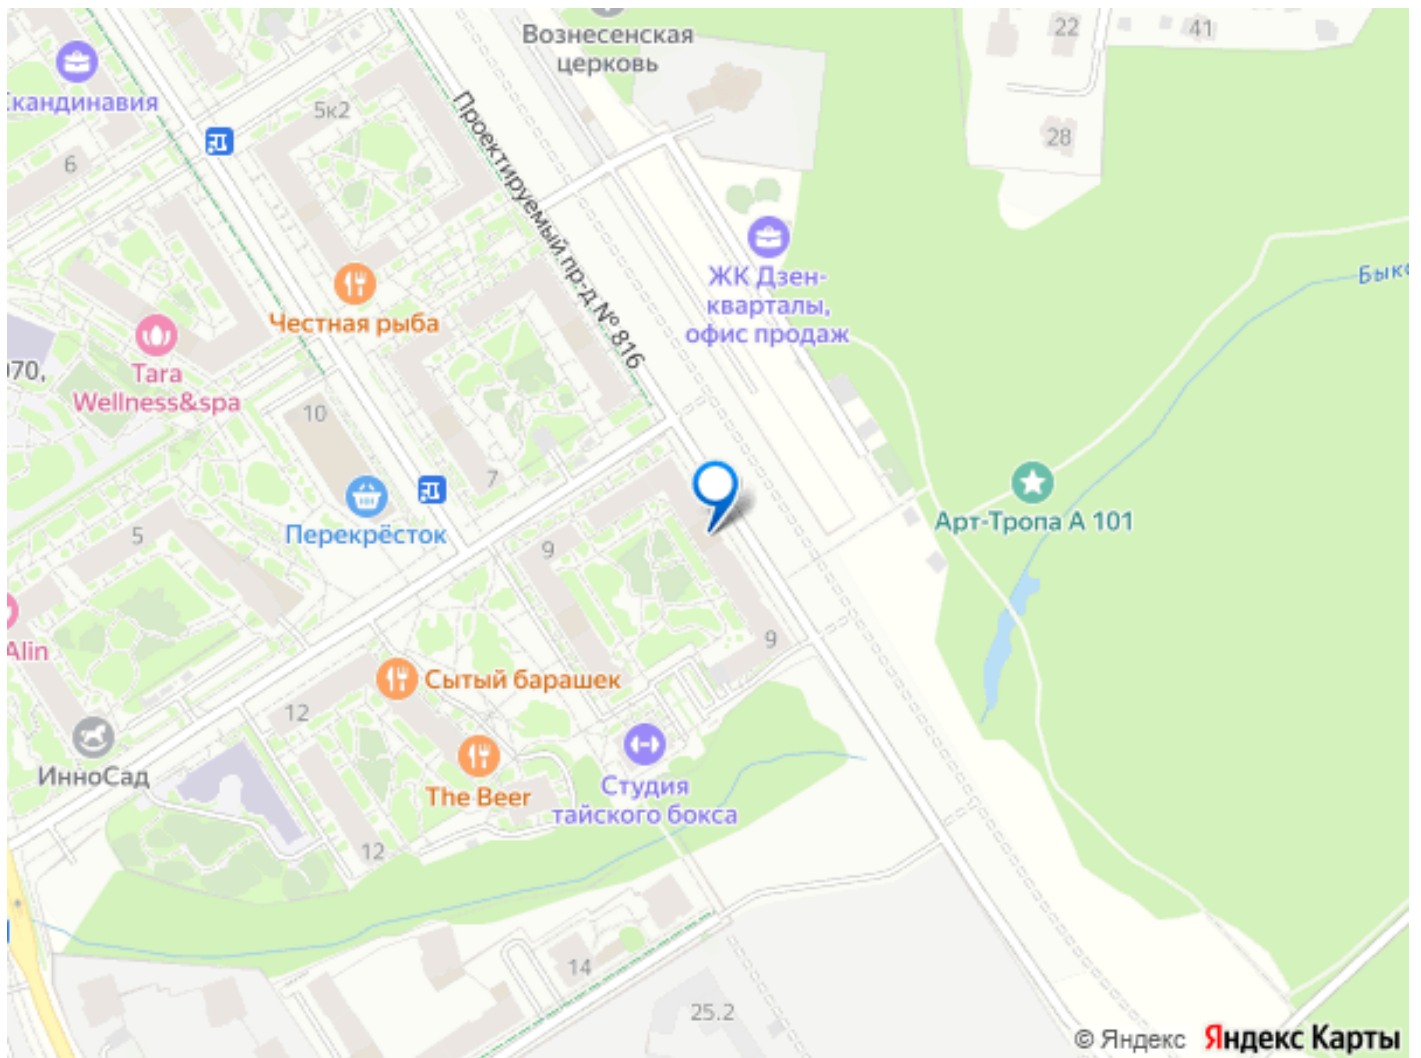 Вознесенская
церковь
22
41
Скандинавия
5к2
28
6
Проектируемый пр-д № 816
ЖК Дзен-
кварталы,
офис продаж
Честная рыба
070,
Tara
Wellness&spa
10
7
Перекрёсток
5
9
Арт-Тропа А 101
9
Alin
Сытый барашек
12
ИнноСад
The Beer
Студия
тайского бокса
12
14
25.2
© Яндекс Яндекс Карты